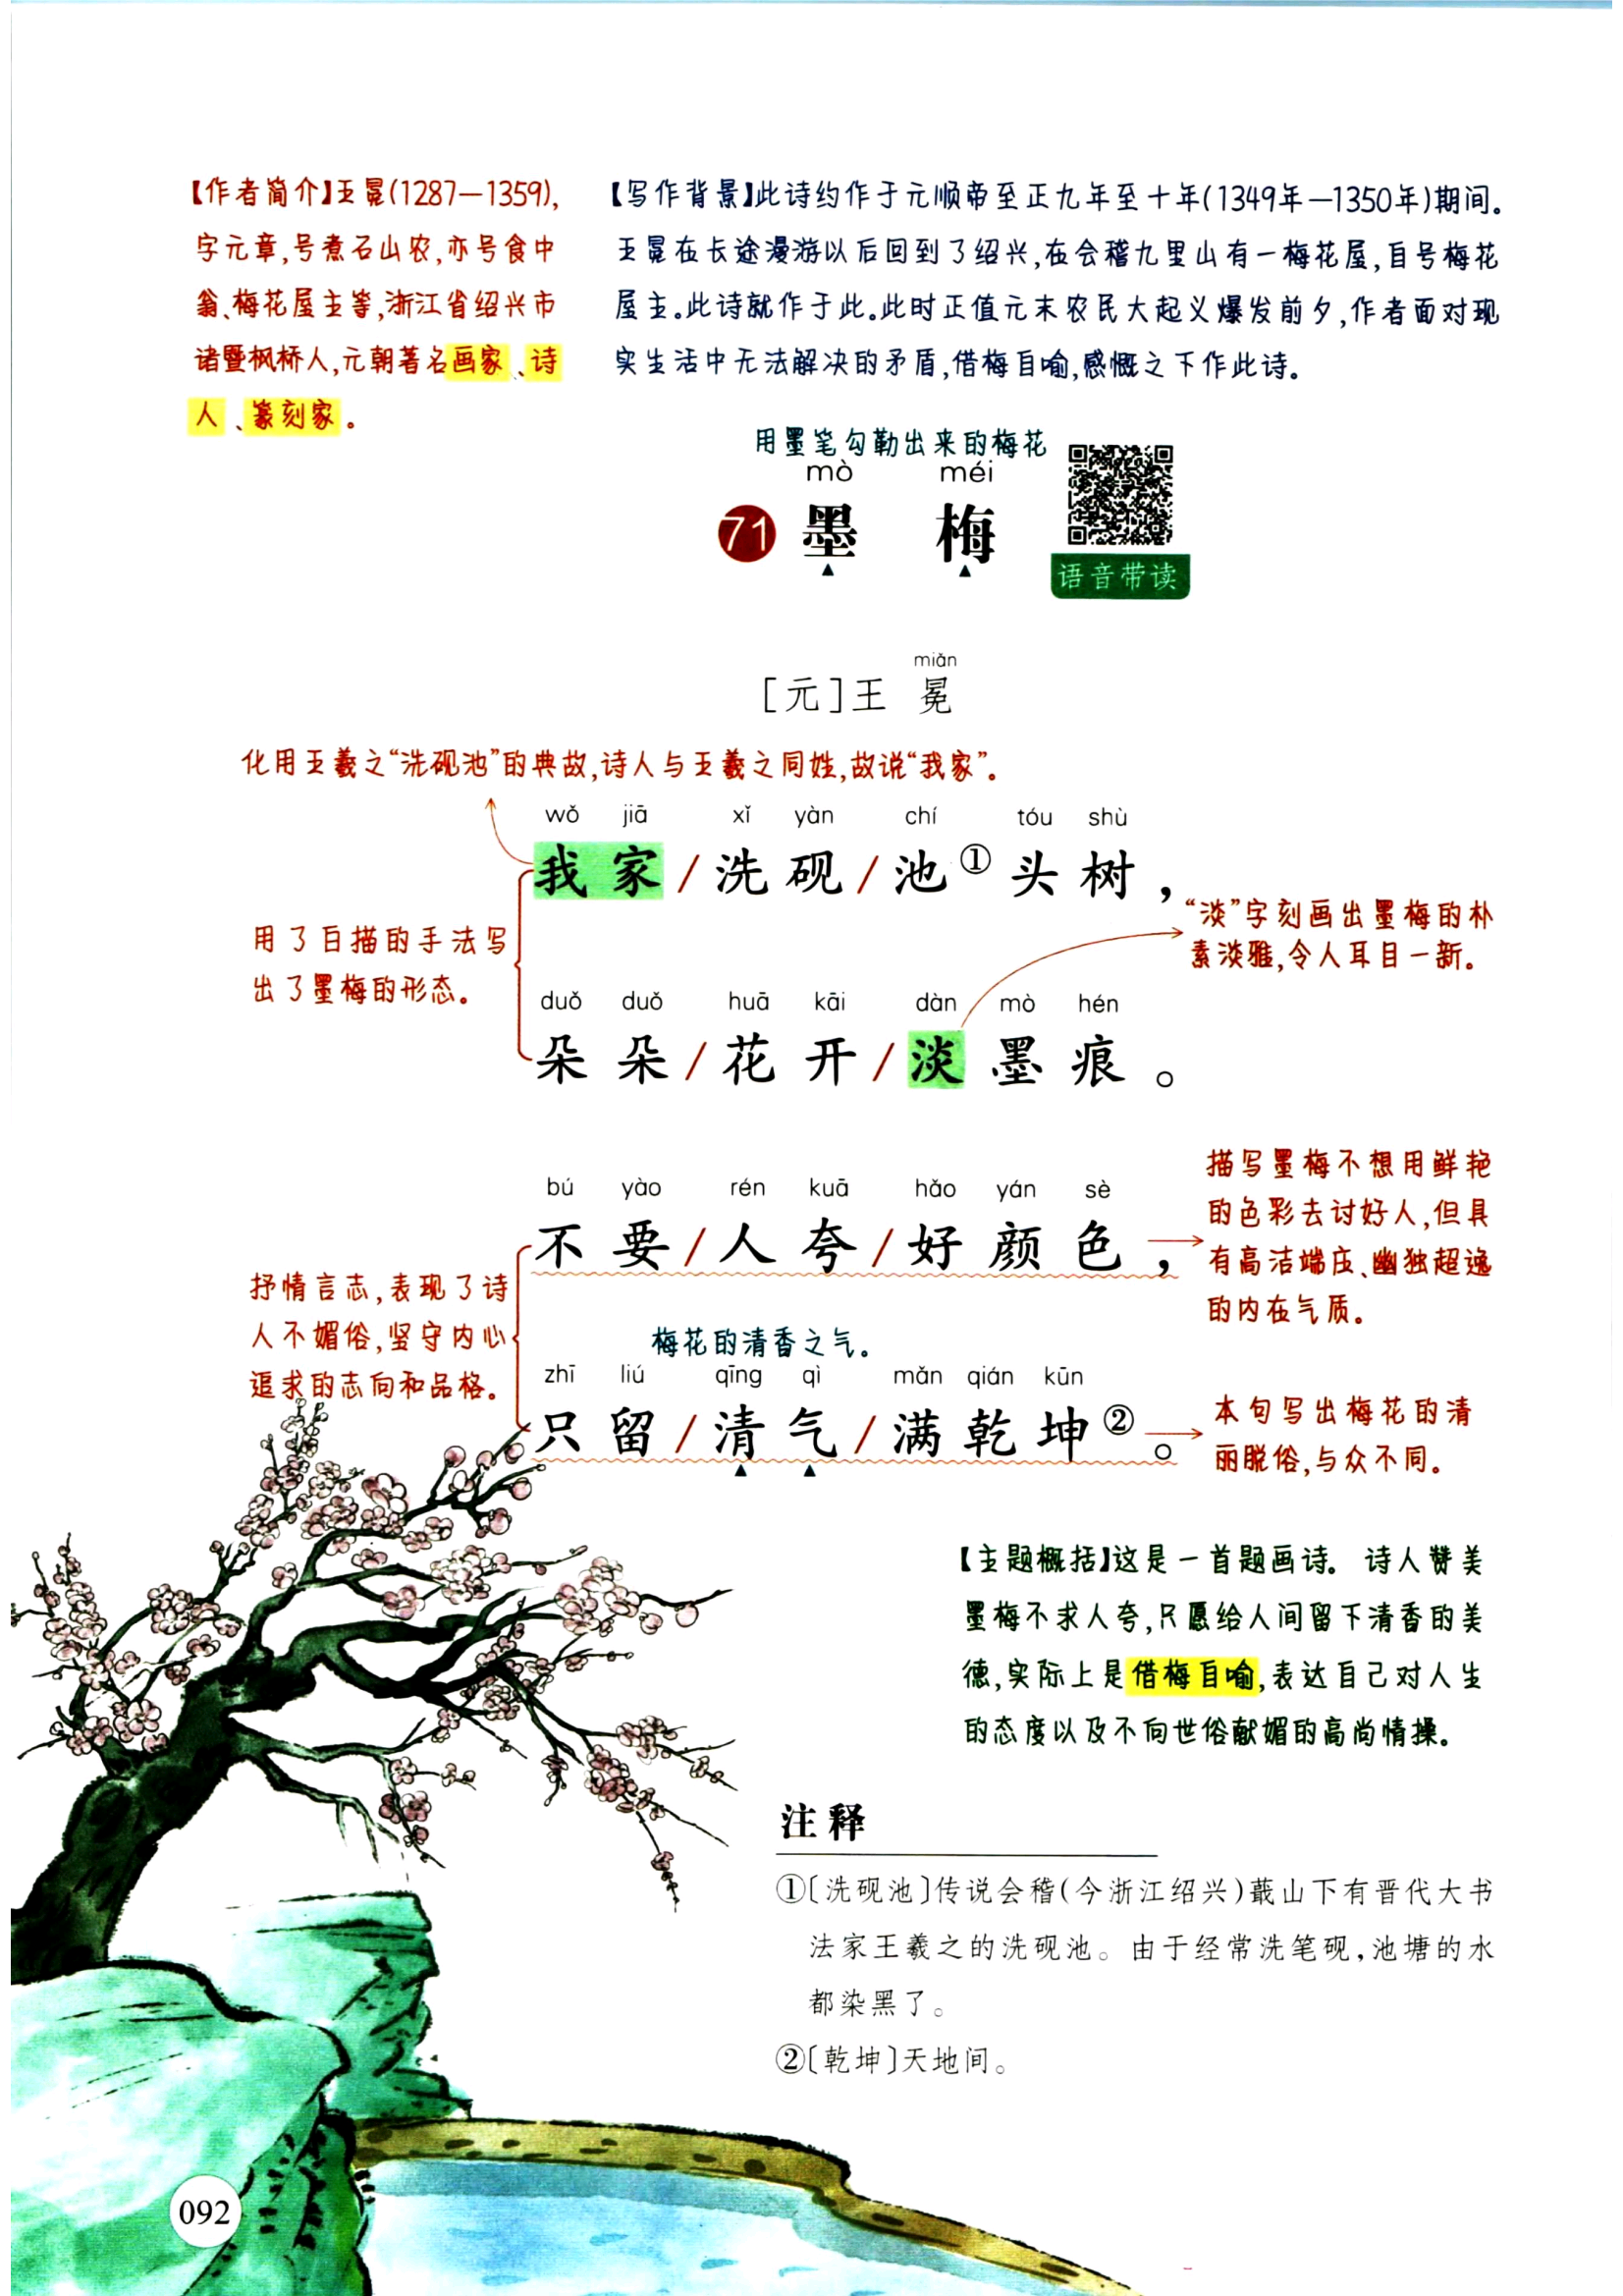 【作者简介】王冕(1287—1359),
字元章,号煮石山农,亦号食中
翁、梅花屋主等,浙江省绍兴市
诸暨枫桥人,元朝著名画家、诗
人、篆刻家。
【写作背景】此诗约作于元顺帝至正九年至十年(1349年—1350年)期间。
王冕在长途漫游以后回到了绍兴,在会稽九里山有一梅花屋,自号梅花
屋主。此诗就作于此。此时正值元末农民大起义爆发前夕,作者面对现
实生活中无法解决的矛盾,借梅自喻,感慨之下作此诗。
用墨笔勾勒出来的梅花
mò méi
71 墨 梅
语音带读
miǎn
[元]王 冕
化用王羲之“洗砚池”的典故,诗人与王羲之同姓,故说“我家”。
wǒ jiā xǐ yàn chí tóu shù
我家/洗砚/池①头树,
“淡”字刻画出墨梅的朴
素淡雅,令人耳目一新。
用了白描的手法写
出了墨梅的形态。
duǒ duǒ huā kāi dàn mò hén
朵朵/花开/淡墨痕。
bú yào rén kuā hǎo yán sè
不要/人夸/好颜色,
描写墨梅不想用鲜艳
的色彩去讨好人,但具
有高洁端庄、幽独超逸
的内在气质。
抒情言志,表现了诗
人不媚俗,坚守内心
追求的志向和品格。
梅花的清香之气。
zhī liú qīng qì mǎn qián kūn
只留/清气/满乾坤②。
本句写出梅花的清
丽脱俗,与众不同。
【主题概括】这是一首题画诗。诗人赞美
墨梅不求人夸,只愿给人间留下清香的美
德,实际上是借梅自喻,表达自己对人生
的态度以及不向世俗献媚的高尚情操。
注释
①〔洗砚池〕传说会稽(今浙江绍兴)蕺山下有晋代大书
法家王羲之的洗砚池。由于经常洗笔砚,池塘的水
都染黑了。
②〔乾坤〕天地间。
092